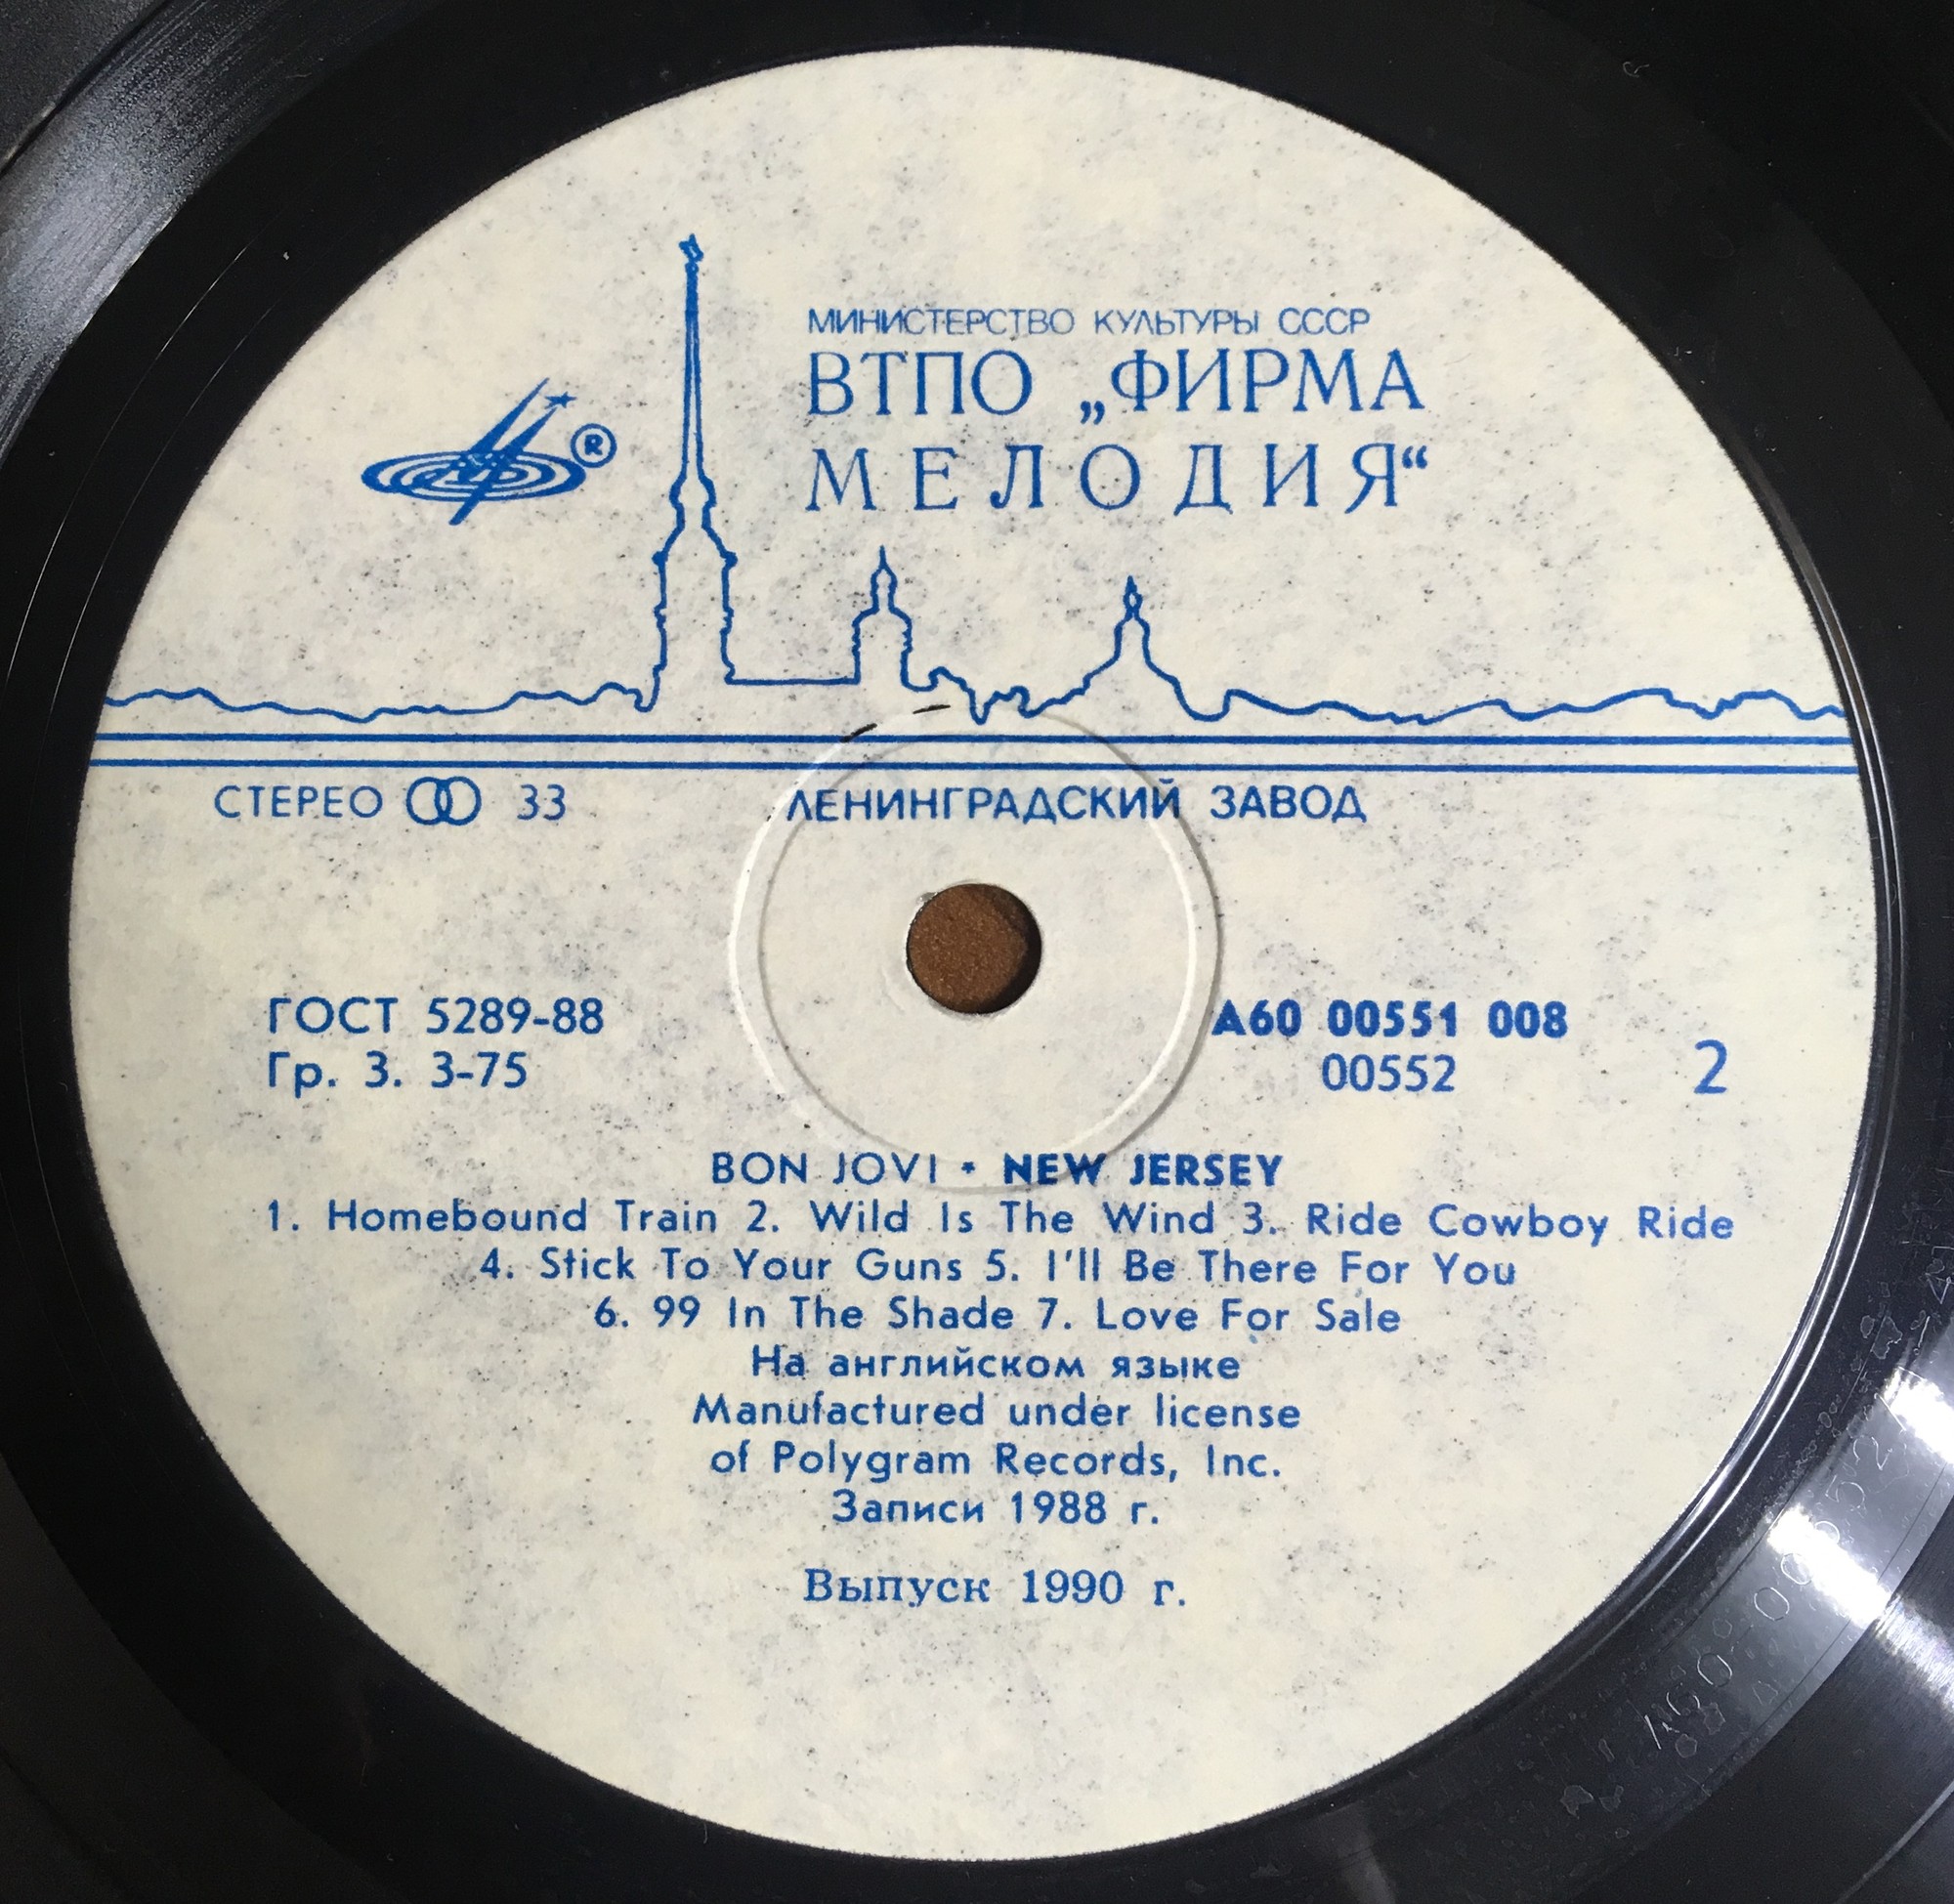 МИНИСТЕРСТВО КУЛЬТУРЫ СССР
ВТПО „ФИРМА
МЕЛОДИЯ“
®
СТЕРЕО 33
ЛЕНИНГРАДСКИЙ ЗАВОД
ГОСТ 5289-88
Гр. 3. 3-75
А60 00551 008
00552
2
BON JOVI * NEW JERSEY
1. Homebound Train 2. Wild Is The Wind 3. Ride Cowboy Ride
4. Stick To Your Guns 5. I'll Be There For You
6. 99 In The Shade 7. Love For Sale
На английском языке
Manufactured under license
of Polygram Records, Inc.
Записи 1988 г.
Выпуск 1990 г.